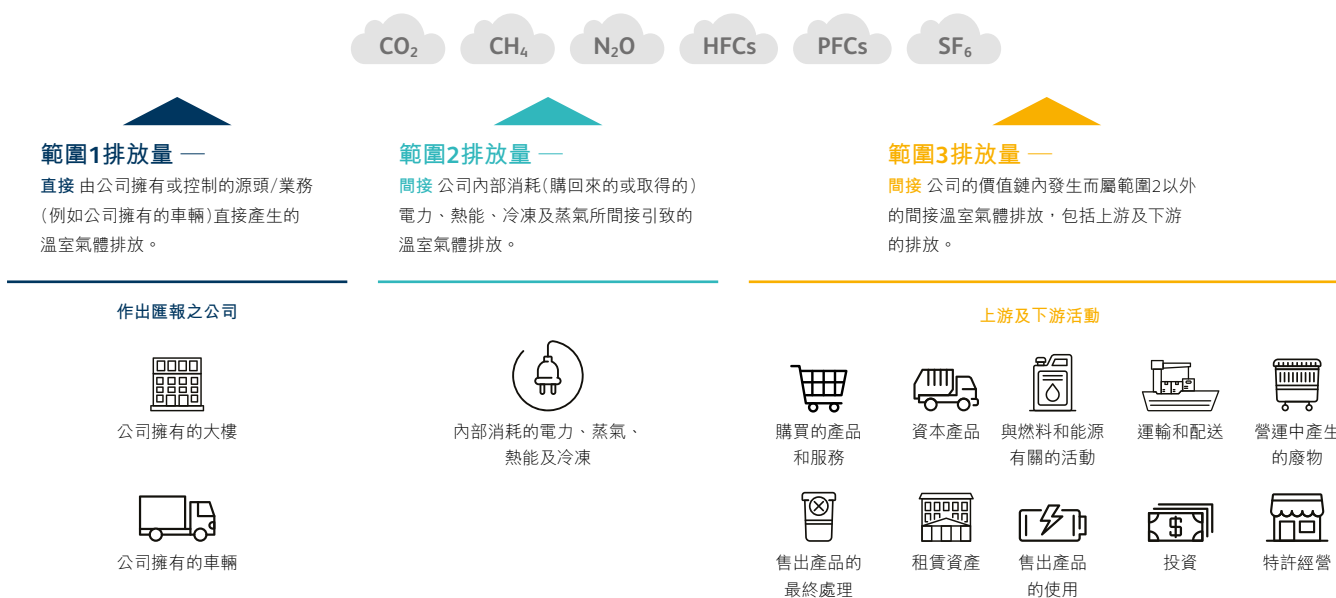 CO₂ CH₄ N₂O HFCs PFCs SF₆
範圍1排放量 —
直接 由公司擁有或控制的源頭/業務
(例如公司擁有的車輛)直接產生的
溫室氣體排放。
範圍2排放量 —
間接 公司內部消耗(購回來的或取得的)
電力、熱能、冷凍及蒸氣所間接引致的
溫室氣體排放。
範圍3排放量 —
間接 公司的價值鏈內發生而屬範圍2以外
的間接溫室氣體排放，包括上游及下游
的排放。
作出匯報之公司
公司擁有的大樓
公司擁有的車輛
內部消耗的電力、蒸氣、
熱能及冷凍
上游及下游活動
購買的產品
和服務
資本產品
與燃料和能源
有關的活動
運輸和配送
營運中產生
的廢物
售出產品的
最終處理
租賃資產
售出產品
的使用
投資
特許經營
$